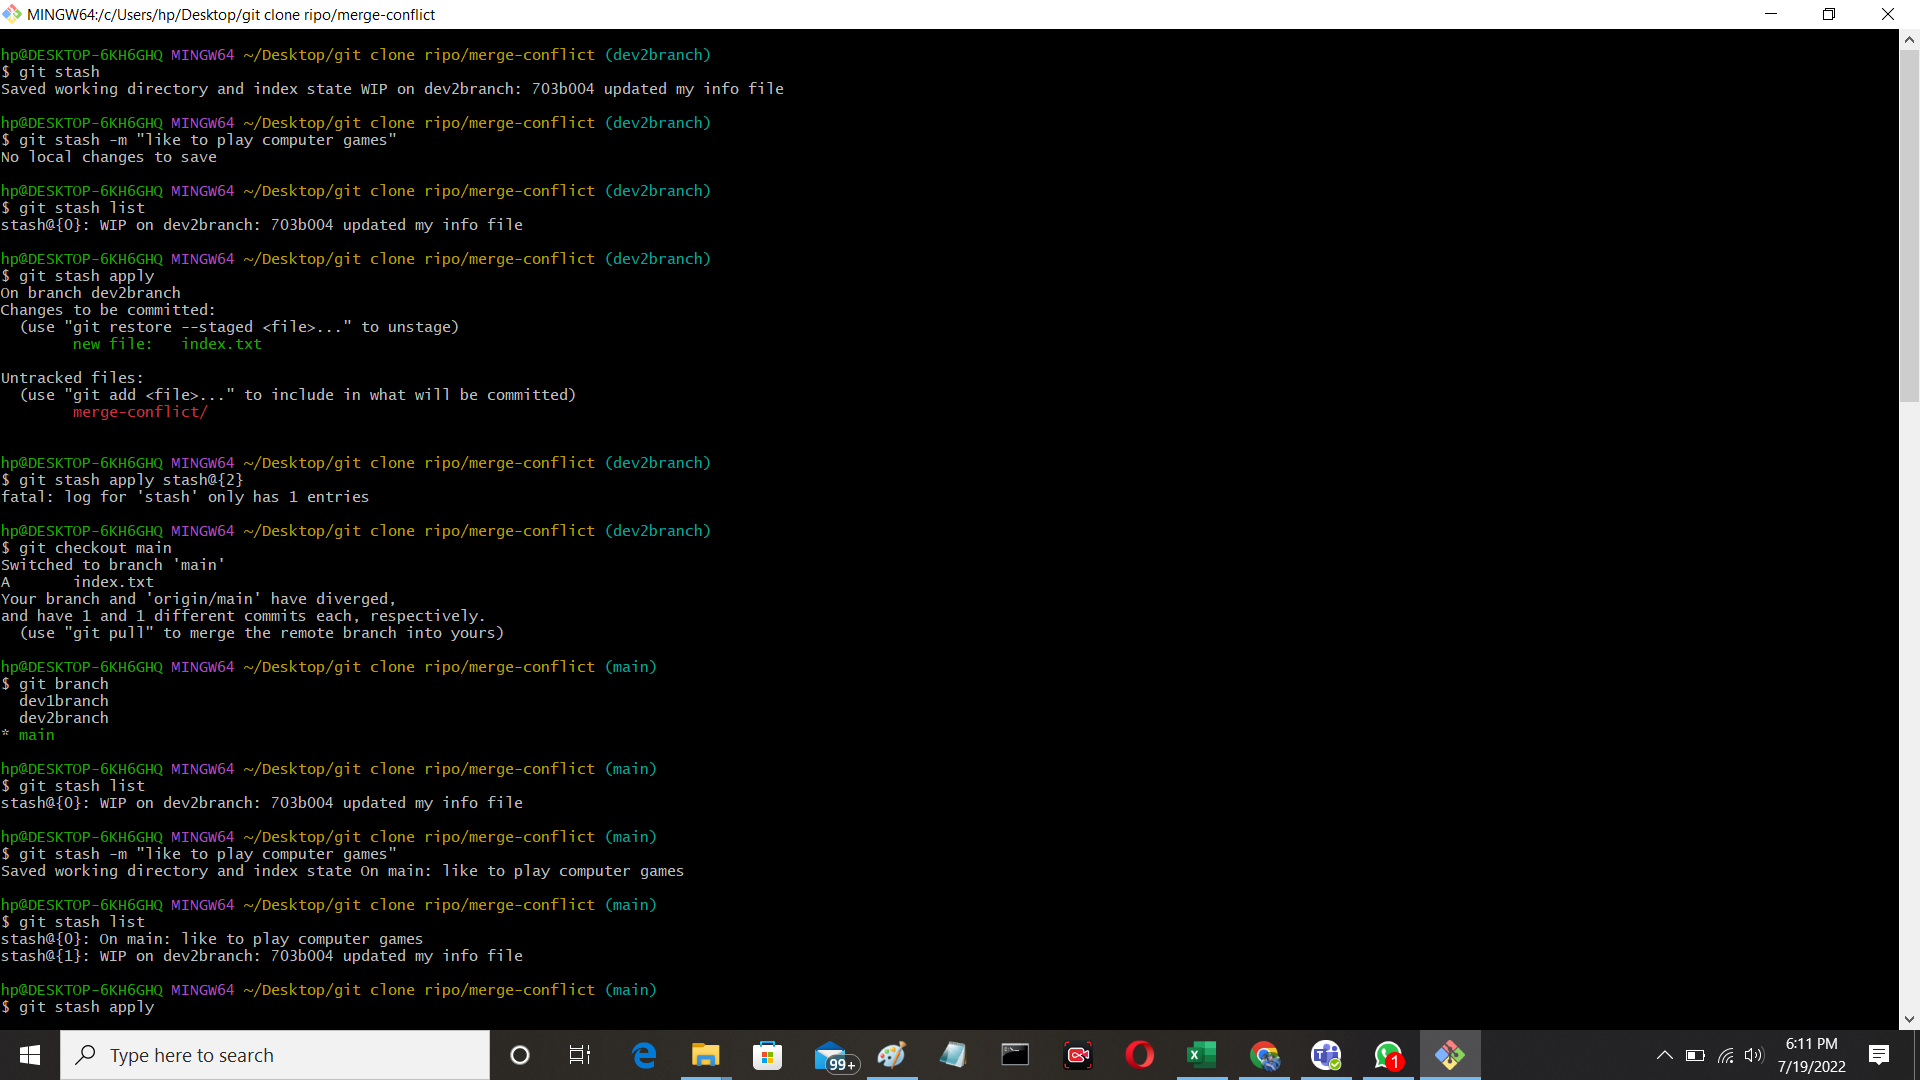 MINGW64:/c/Users/hp/Desktop/git clone ripo/merge-conflict
hp@DESKTOP-6KH6GHQ MINGW64 ~/Desktop/git clone ripo/merge-conflict (dev2branch)
$ git stash
Saved working directory and index state WIP on dev2branch: 703b004 updated my info file
hp@DESKTOP-6KH6GHQ MINGW64 ~/Desktop/git clone ripo/merge-conflict (dev2branch)
$ git stash -m "like to play computer games"
No local changes to save
hp@DESKTOP-6KH6GHQ MINGW64 ~/Desktop/git clone ripo/merge-conflict (dev2branch)
$ git stash list
stash@{0}: WIP on dev2branch: 703b004 updated my info file
hp@DESKTOP-6KH6GHQ MINGW64 ~/Desktop/git clone ripo/merge-conflict (dev2branch)
$ git stash apply
On branch dev2branch
Changes to be committed:
  (use "git restore --staged <file>..." to unstage)
        new file:   index.txt
Untracked files:
  (use "git add <file>..." to include in what will be committed)
        merge-conflict/
hp@DESKTOP-6KH6GHQ MINGW64 ~/Desktop/git clone ripo/merge-conflict (dev2branch)
$ git stash apply stash@{2}
fatal: log for 'stash' only has 1 entries
hp@DESKTOP-6KH6GHQ MINGW64 ~/Desktop/git clone ripo/merge-conflict (dev2branch)
$ git checkout main
Switched to branch 'main'
A       index.txt
Your branch and 'origin/main' have diverged,
and have 1 and 1 different commits each, respectively.
  (use "git pull" to merge the remote branch into yours)
hp@DESKTOP-6KH6GHQ MINGW64 ~/Desktop/git clone ripo/merge-conflict (main)
$ git branch
  dev1branch
  dev2branch
* main
hp@DESKTOP-6KH6GHQ MINGW64 ~/Desktop/git clone ripo/merge-conflict (main)
$ git stash list
stash@{0}: WIP on dev2branch: 703b004 updated my info file
hp@DESKTOP-6KH6GHQ MINGW64 ~/Desktop/git clone ripo/merge-conflict (main)
$ git stash -m "like to play computer games"
Saved working directory and index state On main: like to play computer games
hp@DESKTOP-6KH6GHQ MINGW64 ~/Desktop/git clone ripo/merge-conflict (main)
$ git stash list
stash@{0}: On main: like to play computer games
stash@{1}: WIP on dev2branch: 703b004 updated my info file
hp@DESKTOP-6KH6GHQ MINGW64 ~/Desktop/git clone ripo/merge-conflict (main)
$ git stash apply
Type here to search
99+
1
6:11 PM
7/19/2022